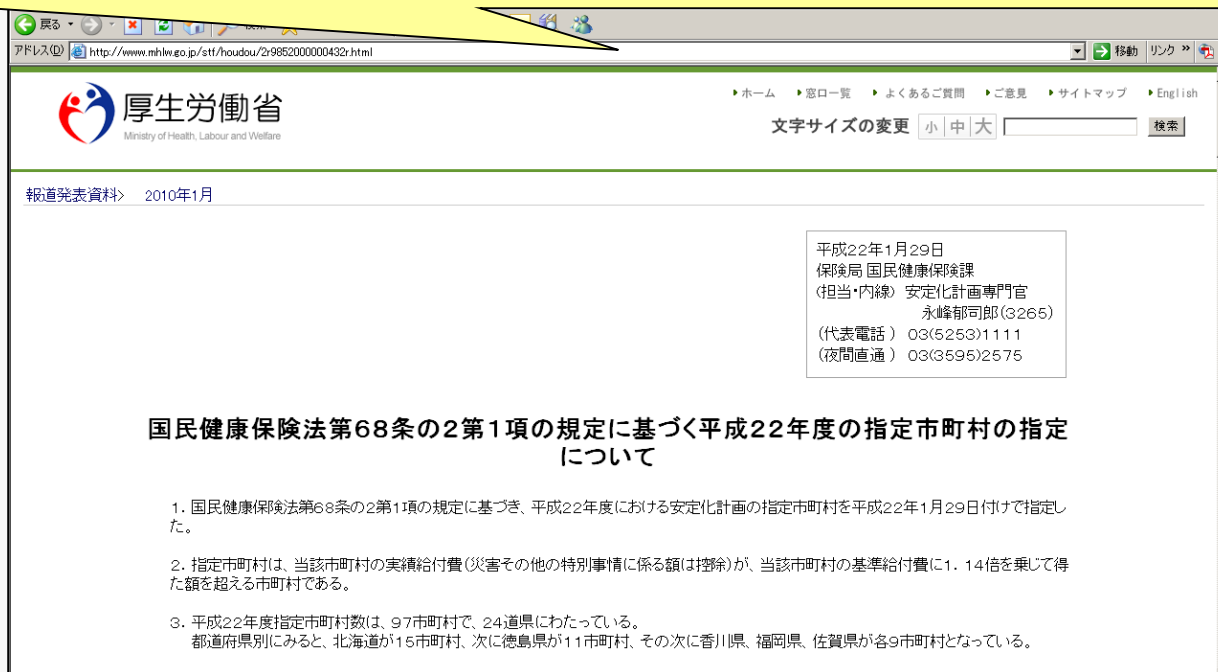 戻る
アドレス(D) http://www.mhlw.go.jp/stf/houdou/2r9852000000432r.html 移動 リンク »
厚生労働省
Ministry of Health, Labour and Welfare
ホーム 窓口一覧 よくあるご質問 ご意見 サイトマップ English
文字サイズの変更 小 中 大 検索
報道発表資料> 2010年1月
平成22年1月29日
保険局 国民健康保険課
(担当・内線) 安定化計画専門官
永峰郁司郎(3265)
(代表電話) 03(5253)1111
(夜間直通) 03(3595)2575
国民健康保険法第68条の2第1項の規定に基づく平成22年度の指定市町村の指定
について
1. 国民健康保険法第68条の2第1項の規定に基づき、平成22年度における安定化計画の指定市町村を平成22年1月29日付けで指定し
た。
2. 指定市町村は、当該市町村の実績給付費(災害その他の特別事情に係る額は控除)が、当該市町村の基準給付費に1. 14倍を乗じて得
た額を超える市町村である。
3. 平成22年度指定市町村数は、97市町村で、24道県にわたっている。
都道府県別にみると、北海道が15市町村、次に徳島県が11市町村、その次に香川県、福岡県、佐賀県が各9市町村となっている。